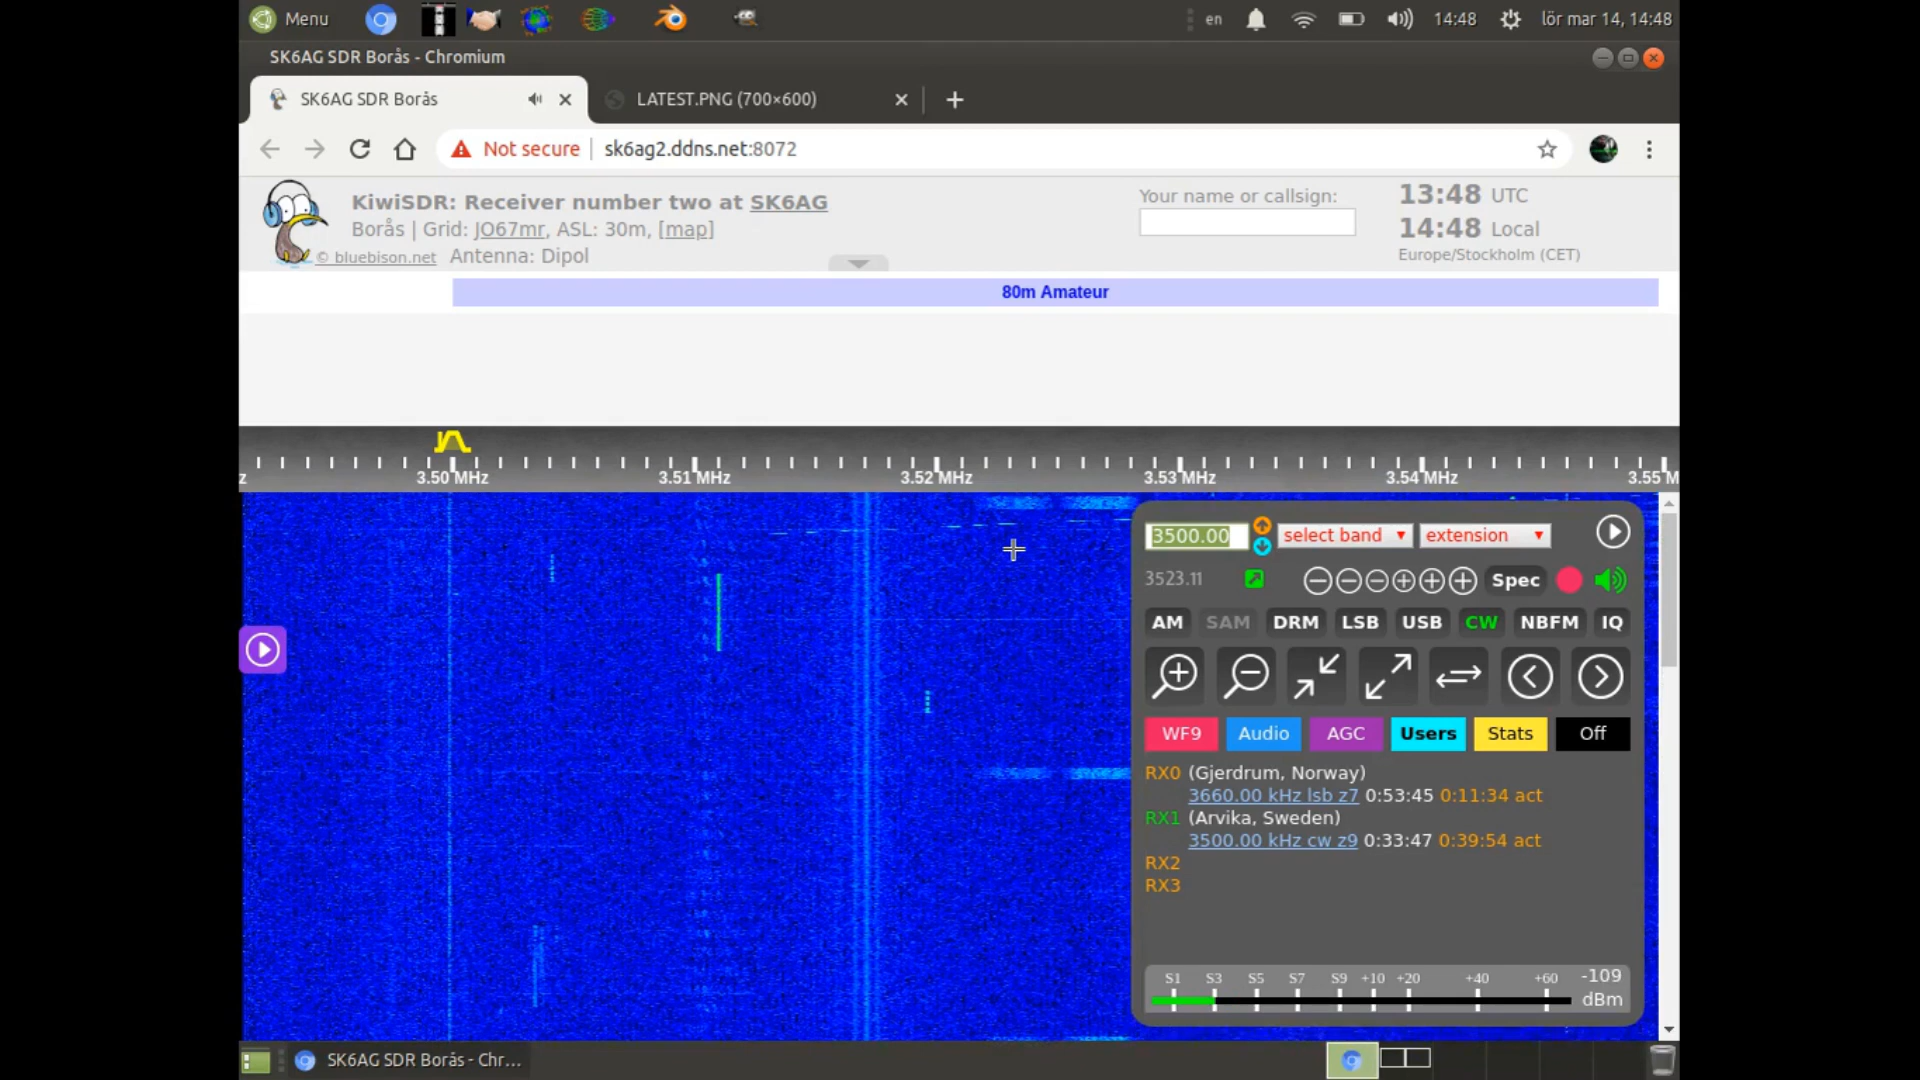 Menu
en
14:48
lör mar 14, 14:48
SK6AG SDR Borås - Chromium
SK6AG SDR Borås
LATEST.PNG (700×600)
Not secure
sk6ag2.ddns.net:8072
KiwiSDR: Receiver number two at SK6AG
Borås | Grid: JO67mr, ASL: 30m, [map]
© bluebison.net Antenna: Dipol
Your name or callsign:
13:48 UTC
14:48 Local
Europe/Stockholm (CET)
80m Amateur
z 3.50 MHz 3.51 MHz 3.52 MHz 3.53 MHz 3.54 MHz 3.55 M
3500.00 select band extension
3523.11 Spec
AM SAM DRM LSB USB CW NBFM IQ
WF9 Audio AGC Users Stats Off
RX0 (Gjerdrum, Norway)
3660.00 kHz lsb z7 0:53:45 0:11:34 act
RX1 (Arvika, Sweden)
3500.00 kHz cw z9 0:33:47 0:39:54 act
RX2
RX3
S1 S3 S5 S7 S9 +10 +20 +40 +60 -109
dBm
SK6AG SDR Borås - Chr...